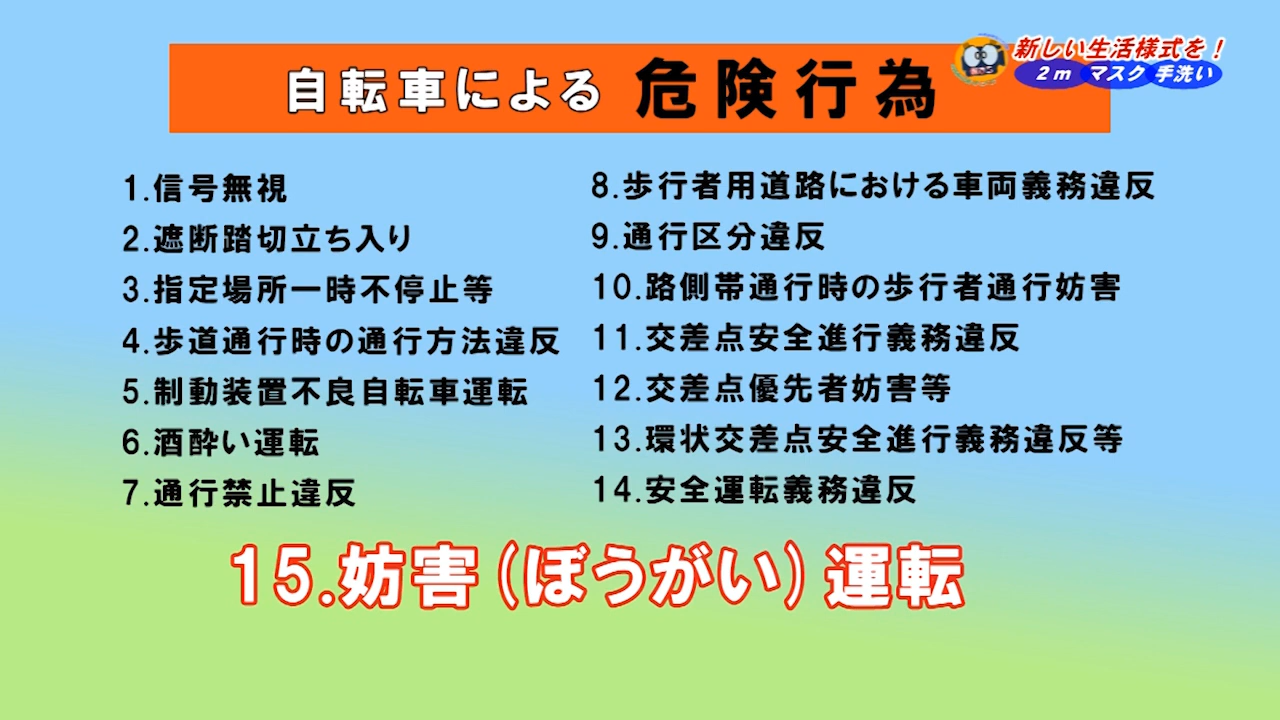 自転車による 危険行為
新しい生活様式を！
2m マスク 手洗い
1.信号無視
2.遮断踏切立ち入り
3.指定場所一時不停止等
4.歩道通行時の通行方法違反
5.制動装置不良自転車運転
6.酒酔い運転
7.通行禁止違反
8.歩行者用道路における車両義務違反
9.通行区分違反
10.路側帯通行時の歩行者通行妨害
11.交差点安全進行義務違反
12.交差点優先者妨害等
13.環状交差点安全進行義務違反等
14.安全運転義務違反
15.妨害(ぼうがい)運転